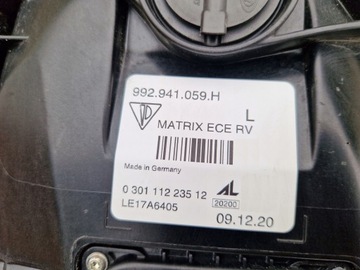 992.941.059.H
L
MATRIX ECE RV
Made in Germany
0 301 112 235 12
AL
LE17A6405
20200
09.12.20